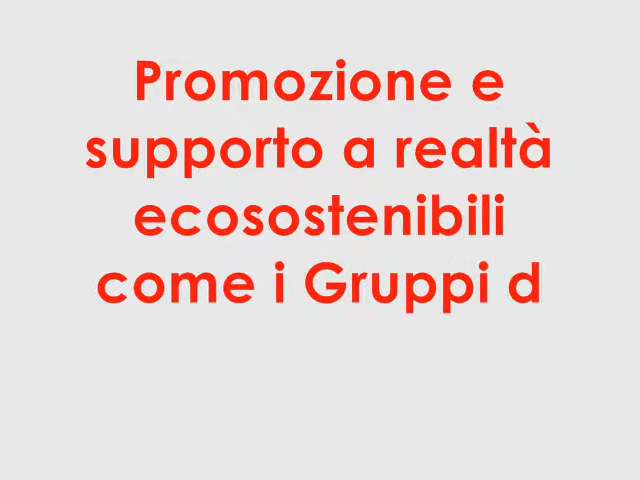 Promozione e
supporto a realtà
ecosostenibili
come i Gruppi d